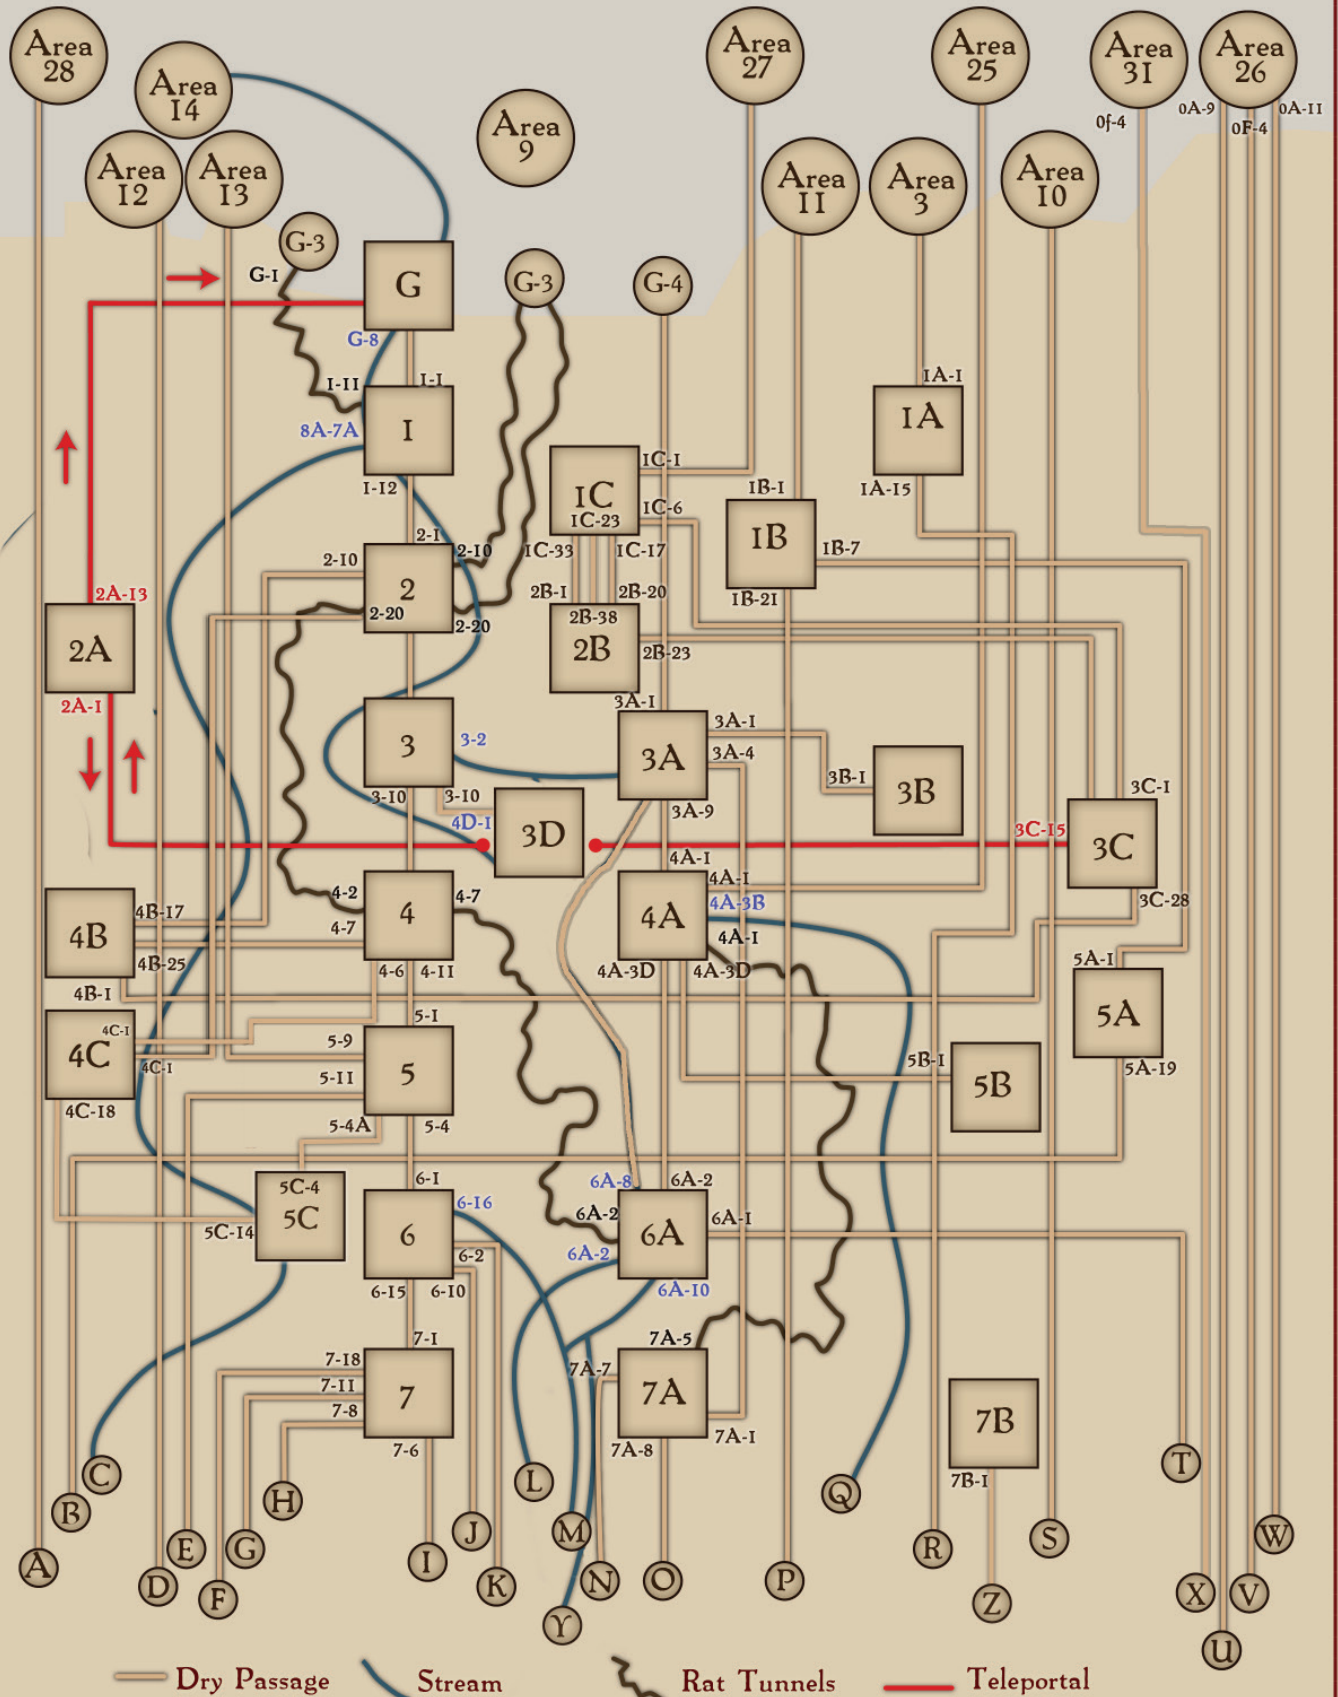 Area
28
Area
14
Area
27
Area
25
Area
31
Area
26
0A-9
0f-4
0F-4
0A-11
Area
9
Area
12
Area
13
Area
11
Area
3
Area
10
G-3
G-1
G
G-3
G-4
G-8
1-11
1-1
1A-1
8A-7A
1
1A
1-12
1A-15
1C-1
1C
1C-23
1C-6
1B-1
1B
1B-7
1B-21
2-1
2-10
2-10
1C-33
1C-17
2
2-20
2-20
2B-1
2B-20
2B-38
2B
2B-23
2A-13
2A
2A-1
3A-1
3
3-2
3A-1
3A
3A-4
3B-1
3B
3-10
3-10
4D-1
3D
3A-9
3C-1
3C-15
3C
3C-28
4A-1
4A-1
4A-3B
4A
4A-1
4A-3D
4A-3D
4-2
4-7
4
4-7
4-6
4-11
4B-17
4B
4B-25
4B-1
5A-1
5A
5A-19
4C-1
4C
4C-1
4C-18
5-1
5-9
5
5-11
5-4A
5-4
5B-1
5B
5C-4
5C
5C-14
6-1
6-16
6
6-2
6-15
6-10
6A-8
6A-2
6A-2
6A
6A-1
6A-2
6A-10
7-1
7-18
7-11
7
7-8
7-6
7A-5
7A-7
7A
7A-8
7A-1
7B
7B-1
C
B
A
D
E
F
G
H
I
J
K
L
M
Y
N
O
P
Q
R
Z
S
T
X
U
V
W
Dry Passage
Stream
Rat Tunnels
Teleportal